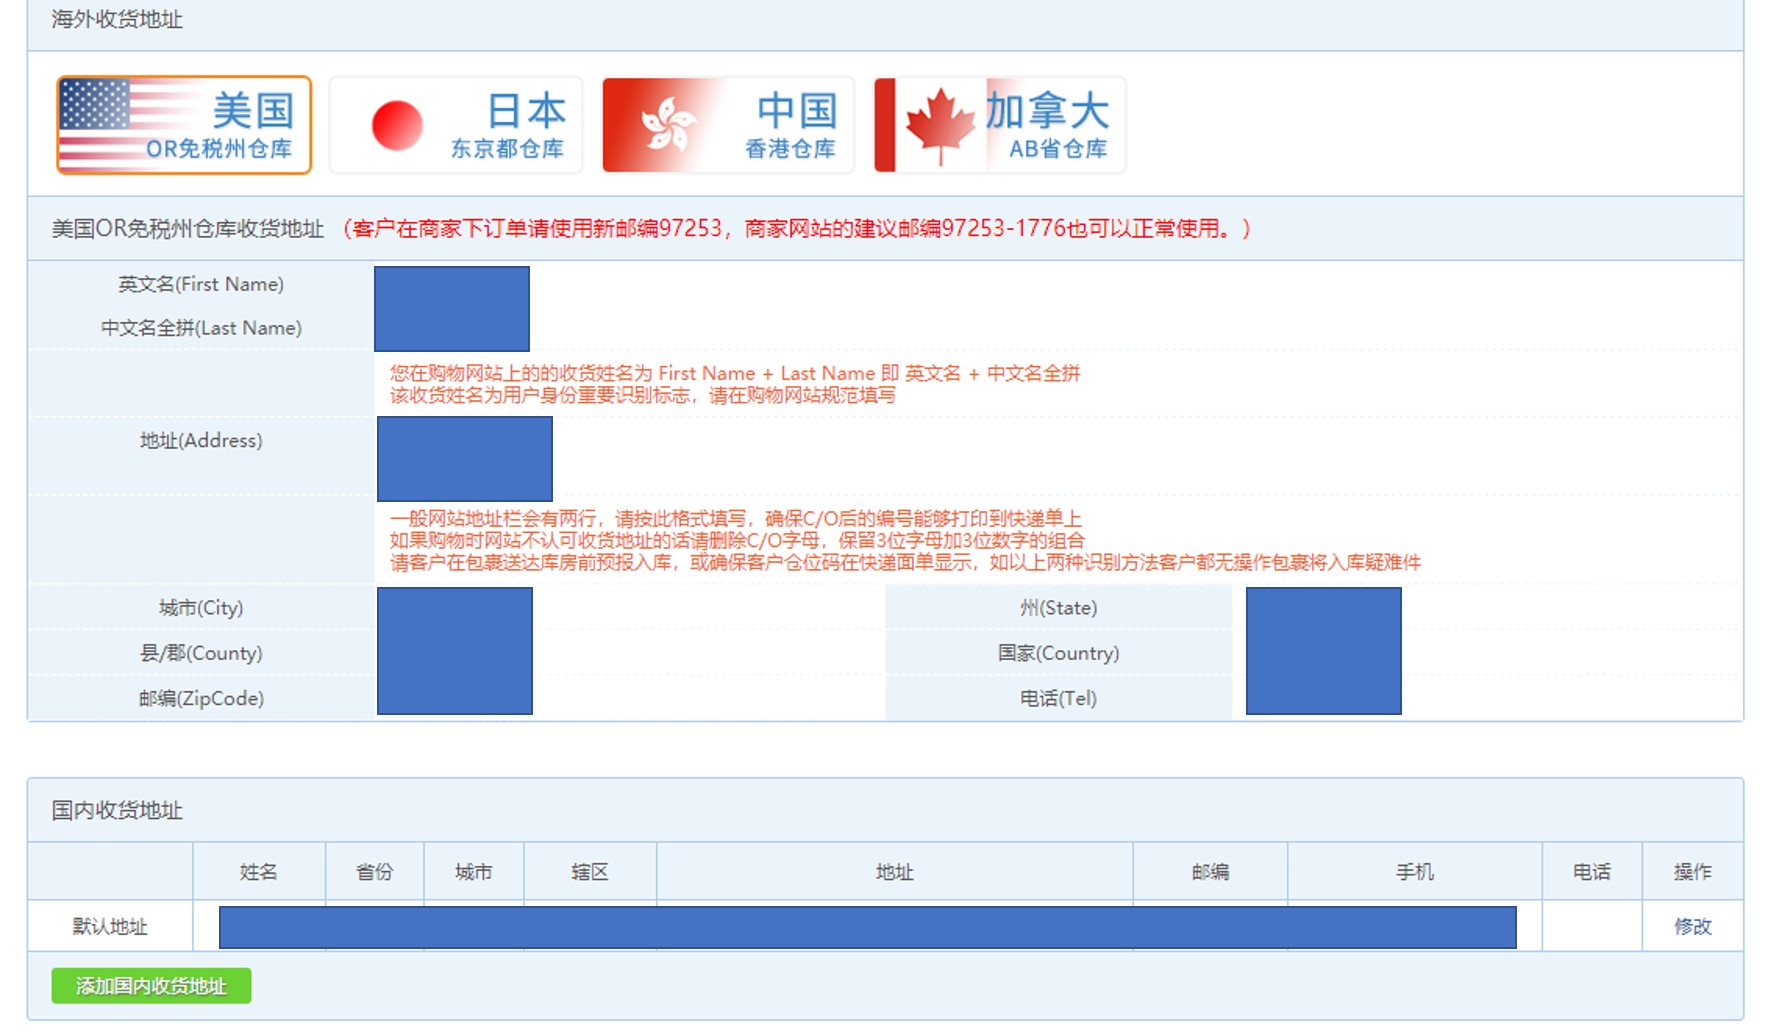 海外收货地址
美国
OR免税州仓库
日本
东京都仓库
中国
香港仓库
加拿大
AB省仓库
美国OR免税州仓库收货地址 （客户在商家下订单请使用新邮编97253，商家网站的建议邮编97253-1776也可以正常使用。）
英文名(First Name)
中文名全拼(Last Name)
您在购物网站上的的收货姓名为 First Name + Last Name 即 英文名 + 中文名全拼
该收货姓名为用户身份重要识别标志，请在购物网站规范填写
地址(Address)
一般网站地址栏会有两行，请按此格式填写，确保C/O后的编号能够打印到快递单上
如果购物时网站不认可收货地址的话请删除C/O字母，保留3位字母加3位数字的组合
请客户在包裹送达库房前预报入库，或确保客户仓位码在快递面单显示，如以上两种识别方法客户都无操作包裹将入库疑难件
城市(City)
州(State)
县/郡(County)
国家(Country)
邮编(ZipCode)
电话(Tel)
国内收货地址
姓名 省份 城市 辖区 地址 邮编 手机 电话 操作
默认地址 修改
添加国内收货地址